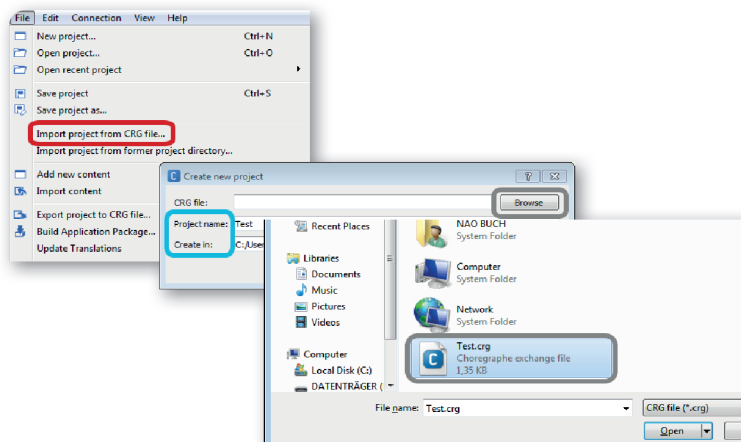 File Edit Connection View Help
New project... Ctrl+N
Open project... Ctrl+O
Open recent project
Save project Ctrl+S
Save project as...
Import project from CRG file...
Import project from former project directory...
Add new content
Import content
Export project to CRG file...
Build Application Package...
Update Translations
C Create new project
CRG file: Browse
Project name: Test
Create in: C:/User
Recent Places
Libraries
Documents
Music
Pictures
Videos
Computer
Local Disk (C:)
DATENTRÄGER (
NAO BUCH
System Folder
Computer
System Folder
Network
System Folder
C Test.crg
Choregraphe exchange file
1,35 KB
File name: Test.crg CRG file (*.crg)
Open